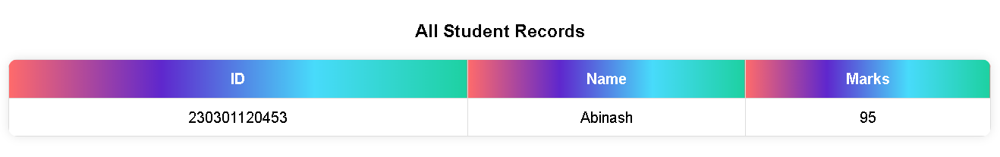 All Student Records
ID Name Marks
230301120453 Abinash 95